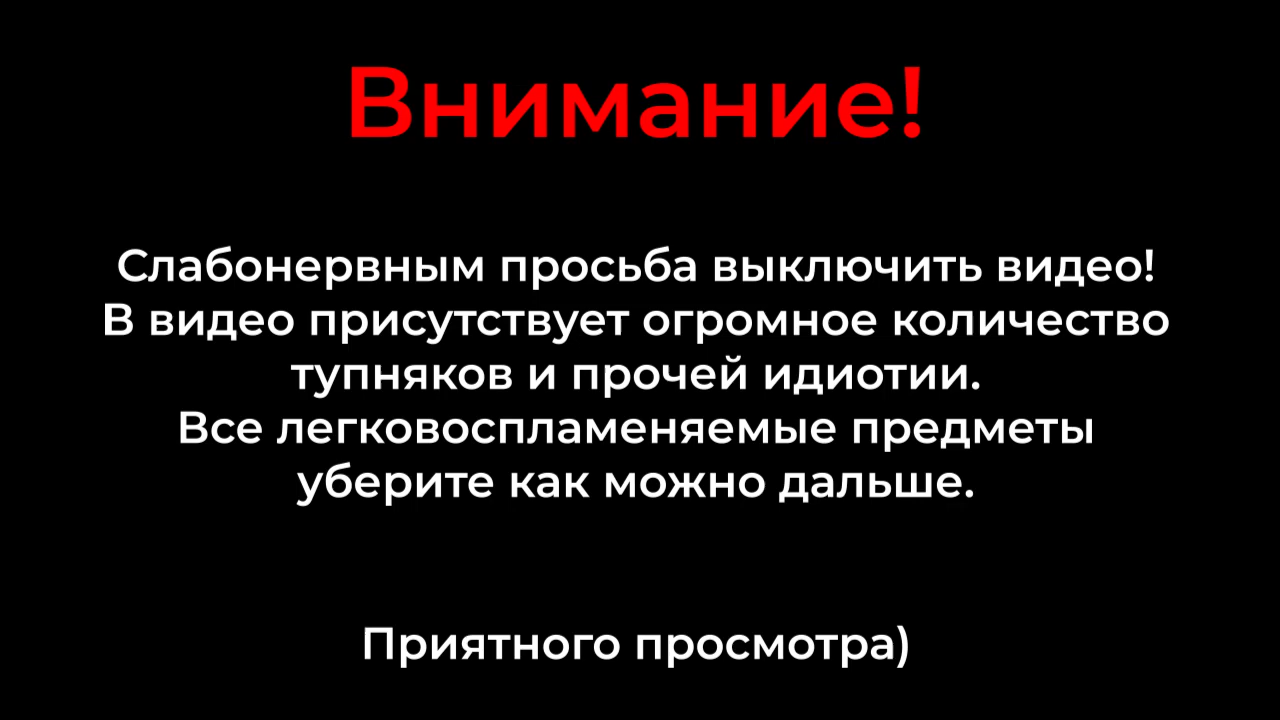 Внимание!
Слабонервным просьба выключить видео!
В видео присутствует огромное количество
тупняков и прочей идиотии.
Все легковоспламеняемые предметы
уберите как можно дальше.
Приятного просмотра)